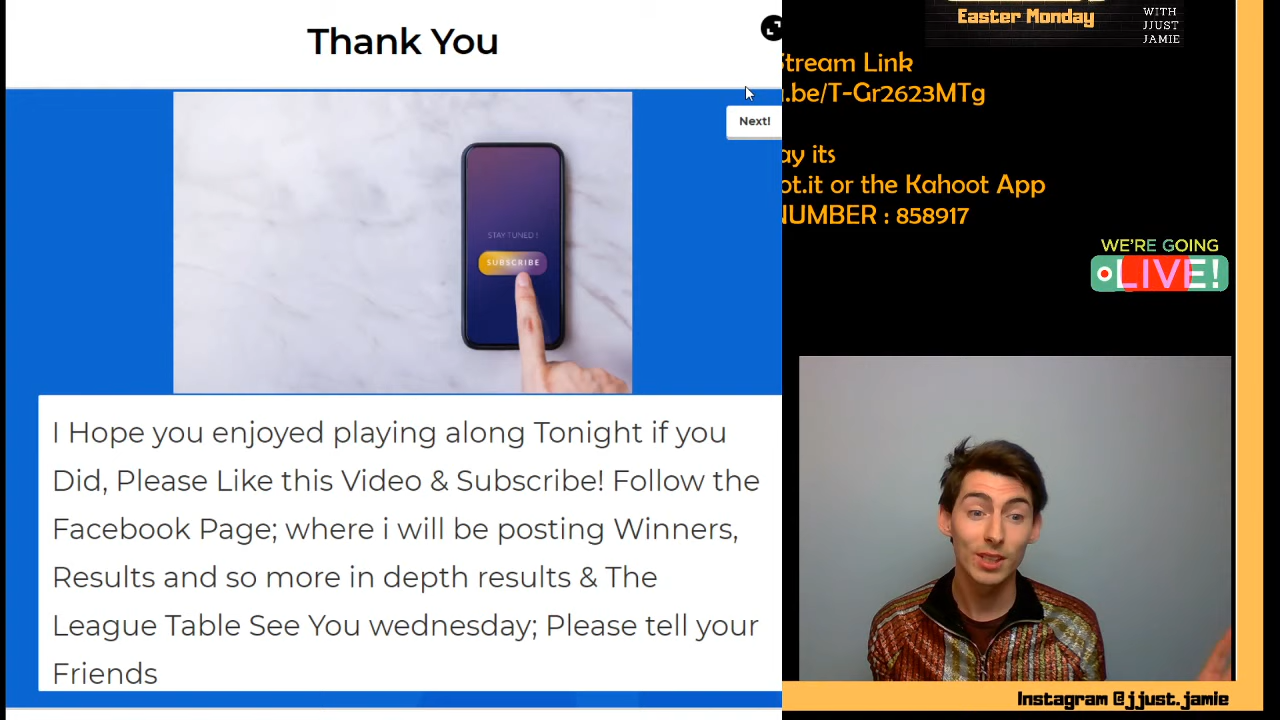 Thank You
Next!
STAY TUNED !
SUBSCRIBE
I Hope you enjoyed playing along Tonight if you
Did, Please Like this Video & Subscribe! Follow the
Facebook Page; where i will be posting Winners,
Results and so more in depth results & The
League Table See You wednesday; Please tell your
Friends
Easter Monday
WITH
JJUST
JAMIE
Stream Link
.be/T-Gr2623MTg
ay its
ot.it or the Kahoot App
NUMBER : 858917
WE'RE GOING
LIVE!
Instagram @jjust.jamie